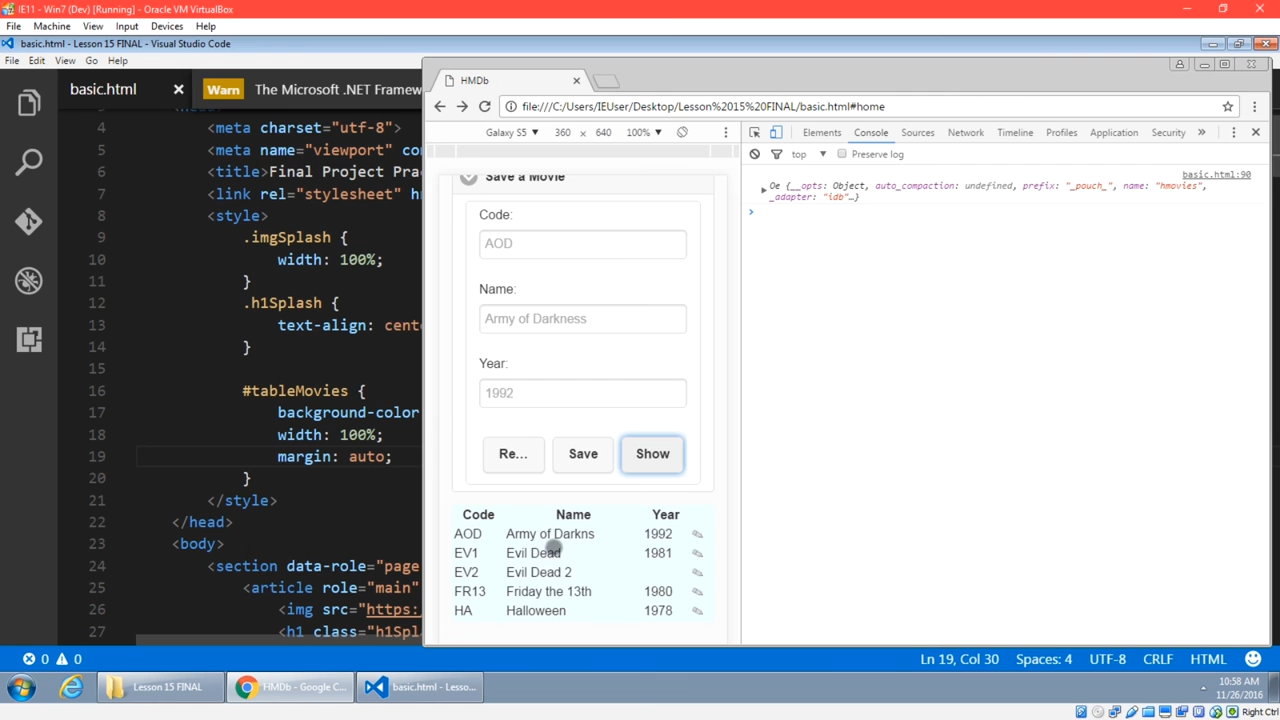 IE11 - Win7 (Dev) [Running] - Oracle VM VirtualBox
File Machine View Input Devices Help
basic.html - Lesson 15 FINAL - Visual Studio Code
File Edit View Go Help
basic.html Warn The Microsoft .NET Framew
HMDb
file:///C:/Users/IEUser/Desktop/Lesson%2015%20FINAL/basic.html#home
Galaxy S5 ▼ 360 × 640 100% ▼
Elements Console Sources Network Timeline Profiles Application Security »
top ▼ Preserve log
basic.html:90
Oe {__opts: Object, auto_compaction: undefined, prefix: "_pouch_", name: "hmovies",
_adapter: "idb"…}
4 <meta charset="utf-8">
5 <meta name="viewport" co
6 <title>Final Project Pra
7 <link rel="stylesheet" h
8 <style>
9 .imgSplash {
10 width: 100%;
11 }
12 .h1Splash {
13 text-align: cent
14 }
15
16 #tableMovies {
17 background-color
18 width: 100%;
19 margin: auto;
20 }
21 </style>
22 </head>
23 <body>
24 <section data-role="page
25 <article role="main"
26 <img src="https:
27 <h1 class="h1Spl
Save a Movie
Code:
AOD
Name:
Army of Darkness
Year:
1992
Re... Save Show
Code Name Year
AOD Army of Darkns 1992
EV1 Evil Dead 1981
EV2 Evil Dead 2
FR13 Friday the 13th 1980
HA Halloween 1978
0 0 Ln 19, Col 30 Spaces: 4 UTF-8 CRLF HTML
Lesson 15 FINAL HMDb - Google C... basic.html - Lesso...
10:58 AM
11/26/2016
Right Ctrl